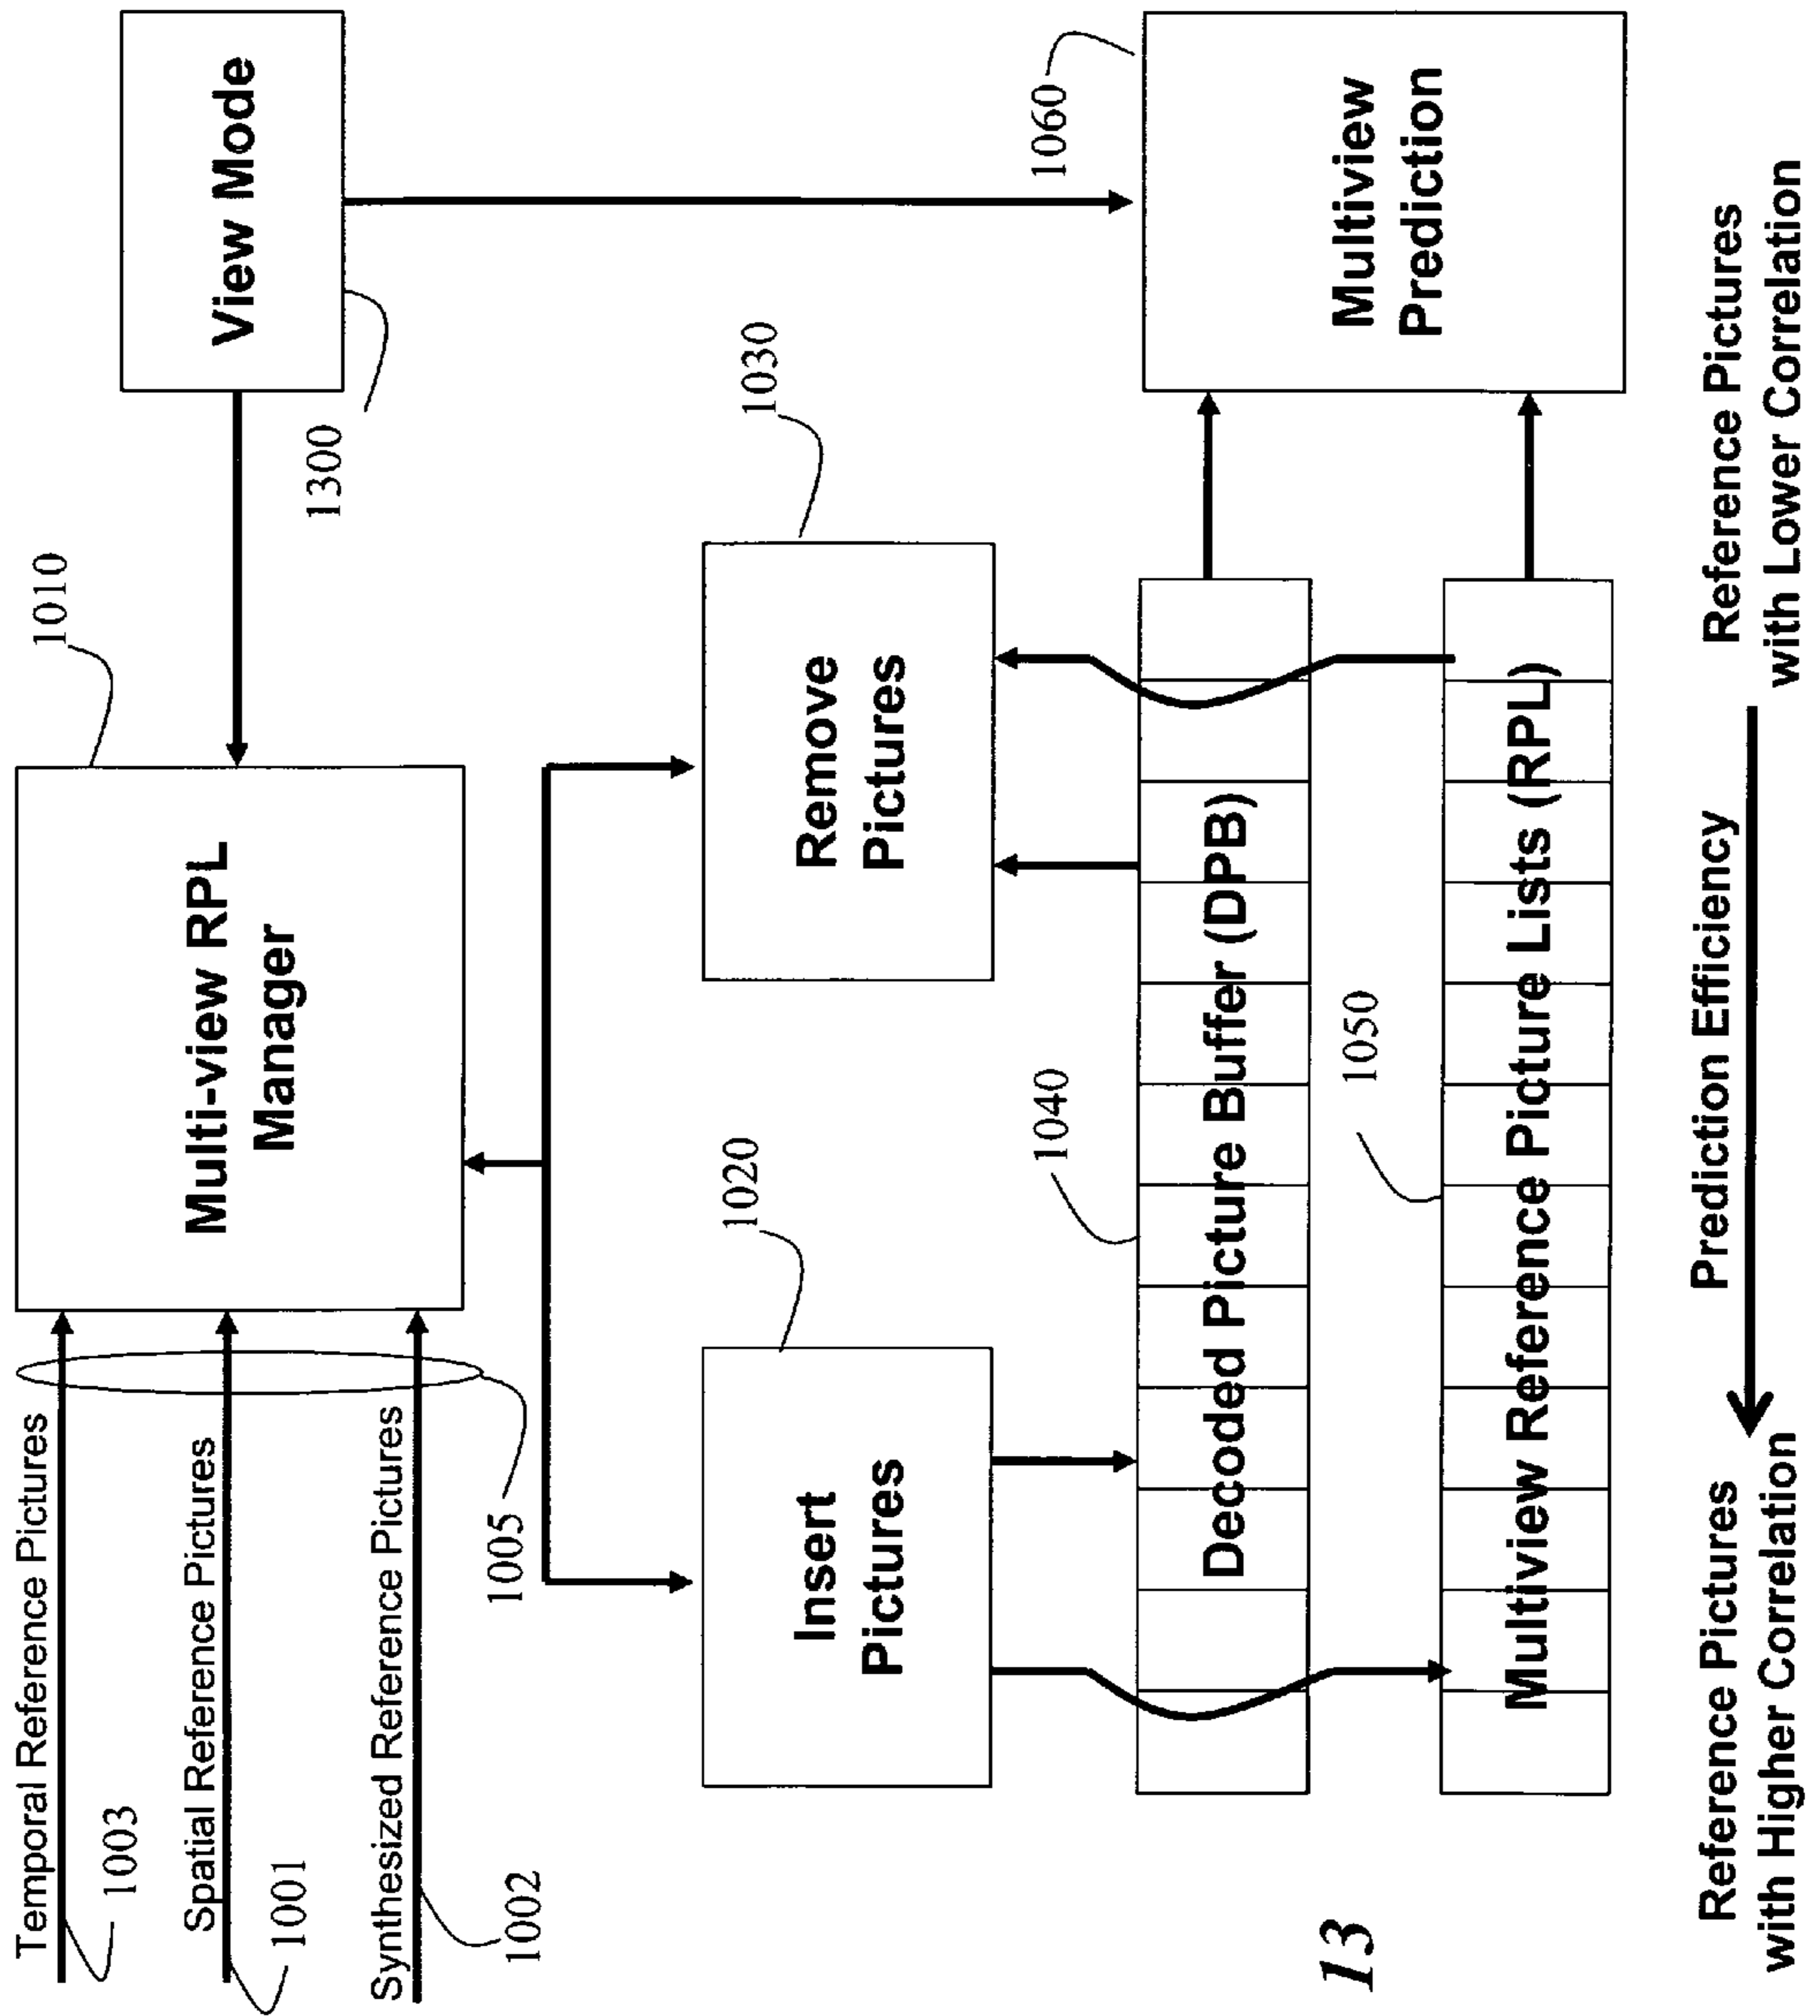 Temporal Reference Pictures
1003
Spatial Reference Pictures
1001
Synthesized Reference Pictures
1002
1005
Multi-view RPL
Manager
1010
View Mode
1300
Insert
Pictures
1020
Remove
Pictures
1030
Decoded Picture Buffer (DPB)
1040
Multiview Reference Picture Lists (RPL)
1050
Multiview
Prediction
1060
13
Reference Pictures
with Higher Correlation
Prediction Efficiency
Reference Pictures
with Lower Correlation